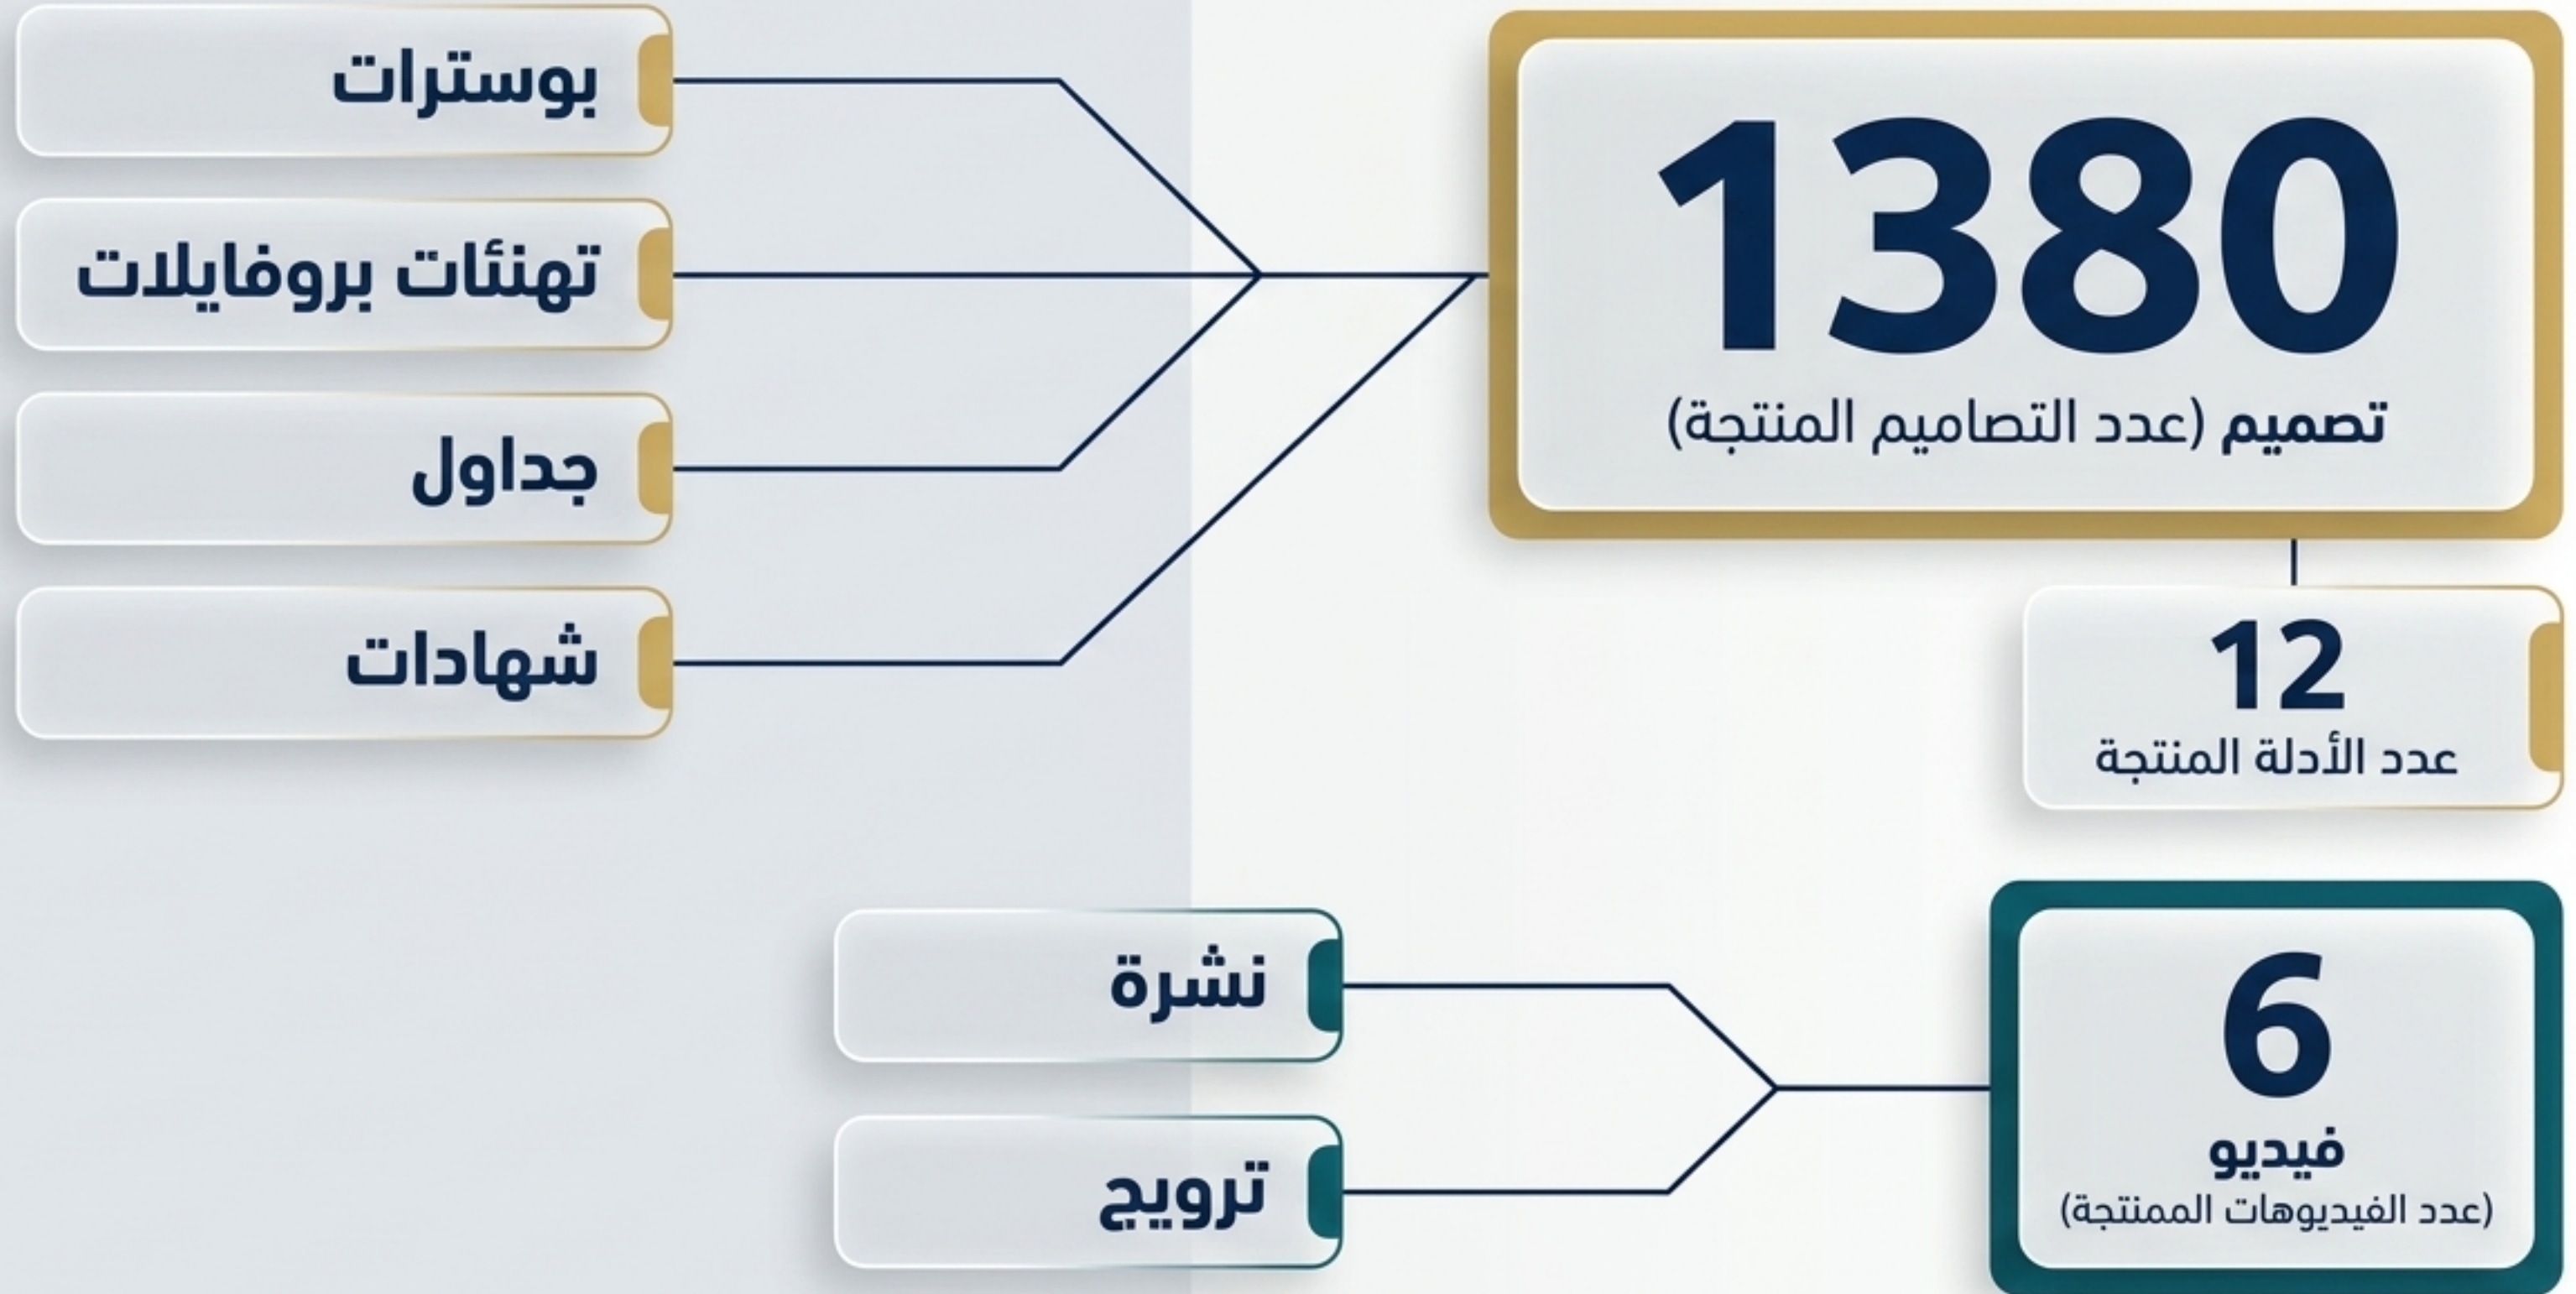 1380
تصميم (عدد التصاميم المنتجة)
بوسترات
تهنئات بروفايلات
جداول
شهادات
12
عدد الأدلة المنتجة
6
فيديو
(عدد الفيديوهات الممنتجة)
نشرة
ترويج